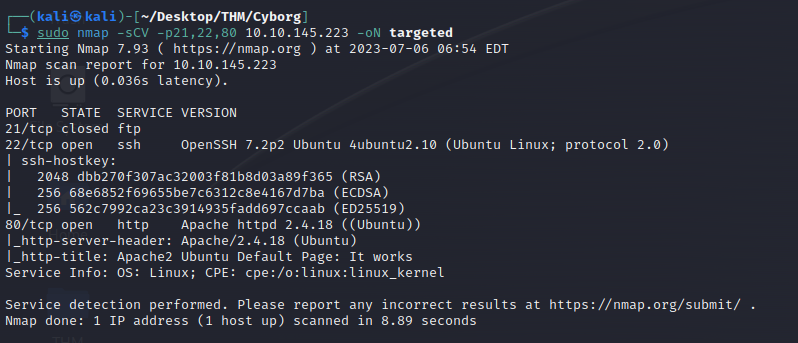 ┌──(kali㉿kali)-[~/Desktop/THM/Cyborg]
└─$ sudo nmap -sCV -p21,22,80 10.10.145.223 -oN targeted
Starting Nmap 7.93 ( https://nmap.org ) at 2023-07-06 06:54 EDT
Nmap scan report for 10.10.145.223
Host is up (0.036s latency).

PORT   STATE  SERVICE VERSION
21/tcp closed ftp
22/tcp open   ssh     OpenSSH 7.2p2 Ubuntu 4ubuntu2.10 (Ubuntu Linux; protocol 2.0)
| ssh-hostkey:
|   2048 dbb270f307ac32003f81b8d03a89f365 (RSA)
|   256 68e6852f69655be7c6312c8e4167d7ba (ECDSA)
|_  256 562c7992ca23c3914935fadd697ccaab (ED25519)
80/tcp open   http    Apache httpd 2.4.18 ((Ubuntu))
|_http-server-header: Apache/2.4.18 (Ubuntu)
|_http-title: Apache2 Ubuntu Default Page: It works
Service Info: OS: Linux; CPE: cpe:/o:linux:linux_kernel

Service detection performed. Please report any incorrect results at https://nmap.org/submit/ .
Nmap done: 1 IP address (1 host up) scanned in 8.89 seconds